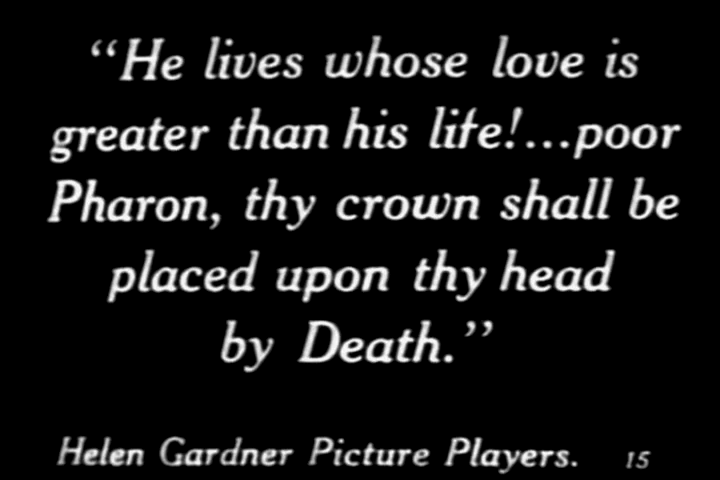 “He lives whose love is
greater than his life!...poor
Pharon, thy crown shall be
placed upon thy head
by Death.”
Helen Gardner Picture Players. 15